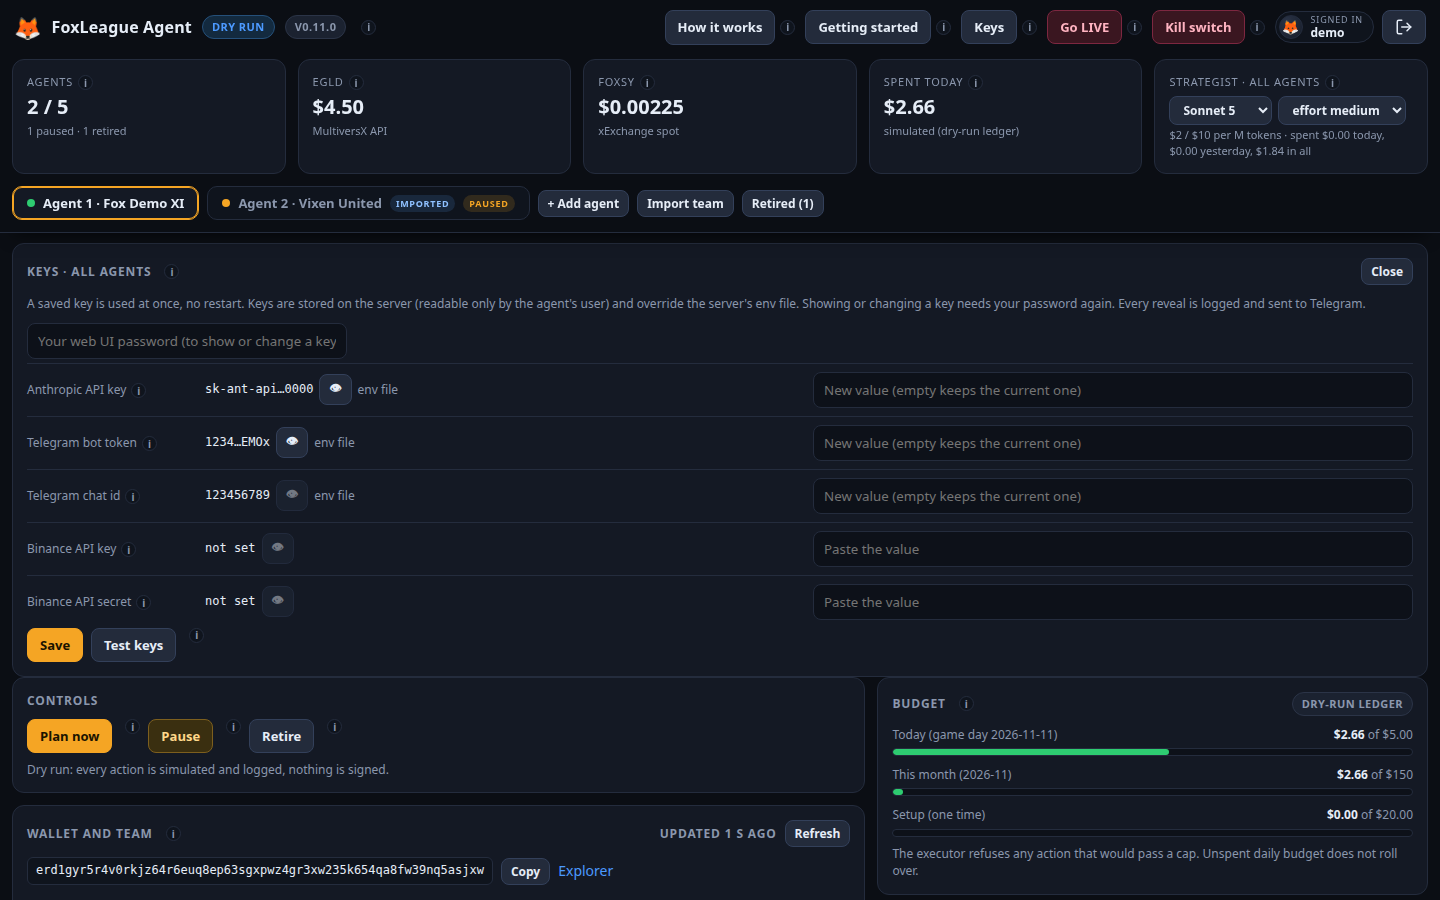 FoxLeague Agent DRY RUN V0.11.0 i How it works i Getting started i Keys i Go LIVE i Kill switch i SIGNED IN
demo
AGENTS i
2 / 5
1 paused · 1 retired
EGLD i
$4.50
MultiversX API
FOXSY i
$0.00225
xExchange spot
SPENT TODAY i
$2.66
simulated (dry-run ledger)
STRATEGIST · ALL AGENTS i
Sonnet 5 effort medium
$2 / $10 per M tokens · spent $0.00 today,
$0.00 yesterday, $1.84 in all
Agent 1 · Fox Demo XI Agent 2 · Vixen United IMPORTED PAUSED + Add agent Import team Retired (1)
KEYS · ALL AGENTS i Close
A saved key is used at once, no restart. Keys are stored on the server (readable only by the agent's user) and override the server's env file. Showing or changing a key needs your password again. Every reveal is logged and sent to Telegram.
Your web UI password (to show or change a key
Anthropic API key i sk-ant-api…0000 env file New value (empty keeps the current one)
Telegram bot token i 1234…EMOx env file New value (empty keeps the current one)
Telegram chat id i 123456789 env file New value (empty keeps the current one)
Binance API key i not set Paste the value
Binance API secret i not set Paste the value
Save Test keys i
CONTROLS
Plan now i Pause i Retire i
Dry run: every action is simulated and logged, nothing is signed.
BUDGET i DRY-RUN LEDGER
Today (game day 2026-11-11) $2.66 of $5.00
This month (2026-11) $2.66 of $150
Setup (one time) $0.00 of $20.00
The executor refuses any action that would pass a cap. Unspent daily budget does not roll
over.
WALLET AND TEAM i UPDATED 1 S AGO Refresh
erd1gyr5r4v0rkjz64r6euq8ep63sgxpwz4gr3xw235k654qa8fw39nq5asjxw Copy Explorer